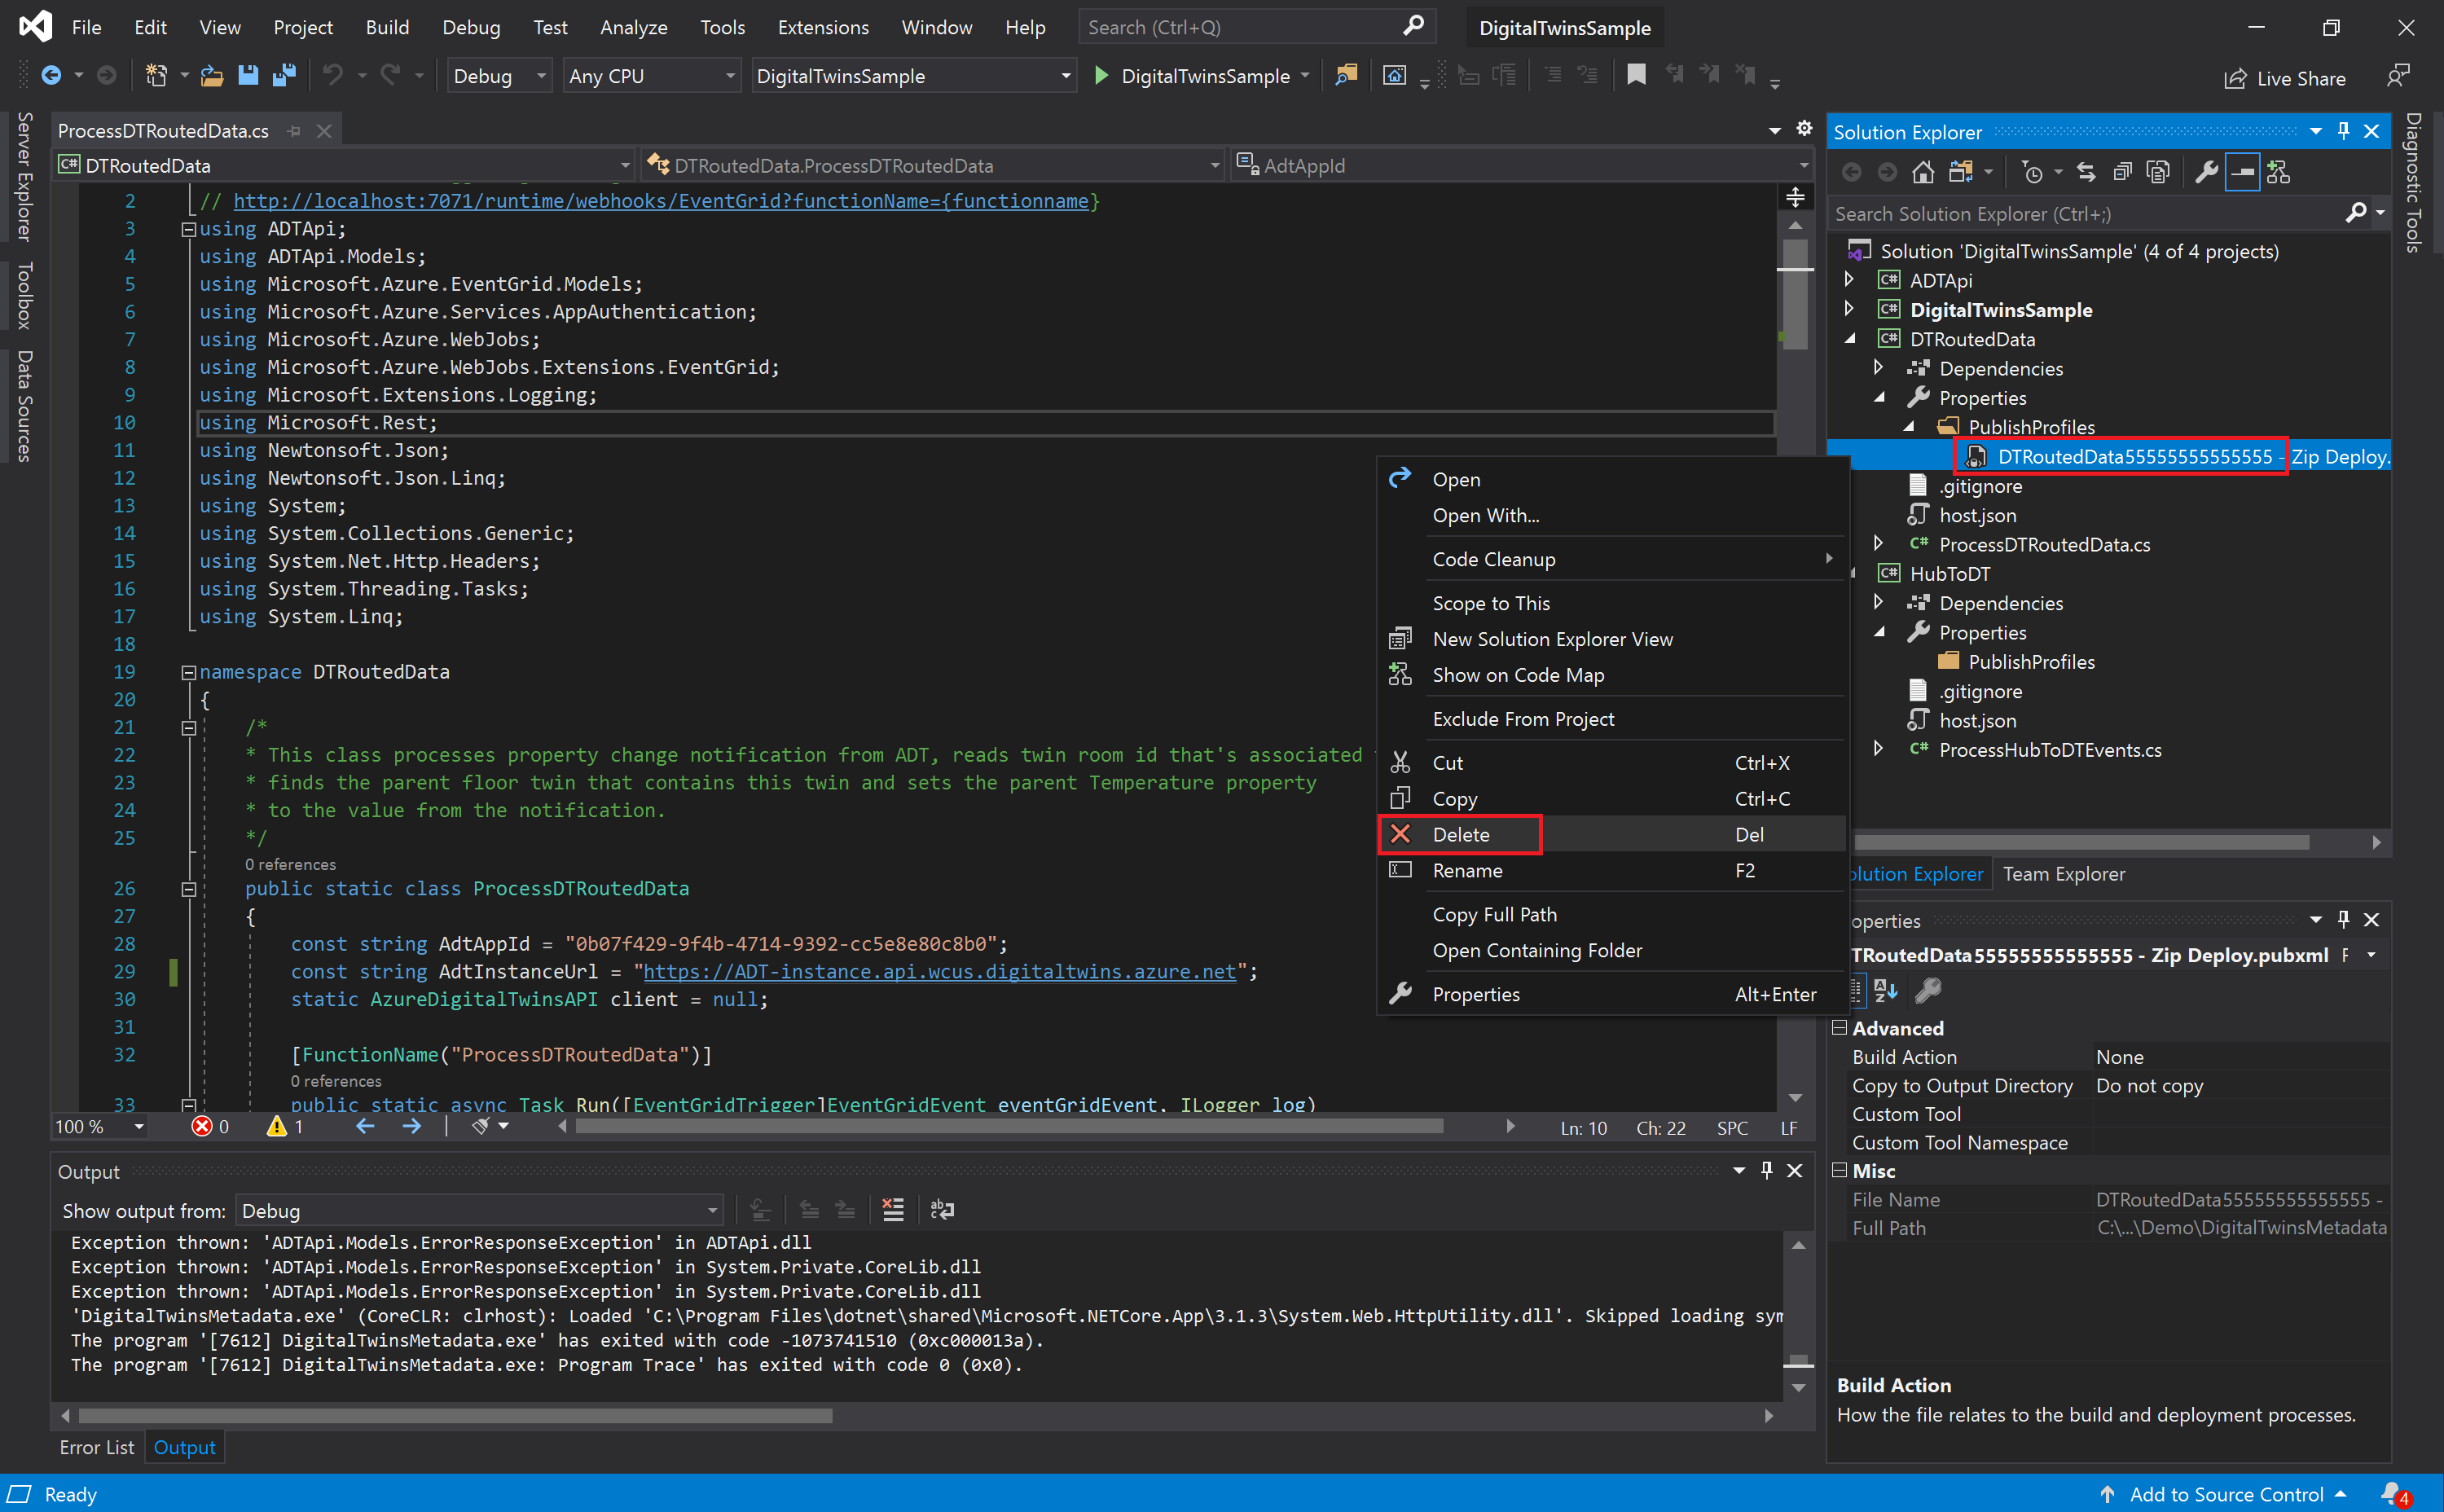 File Edit View Project Build Debug Test Analyze Tools Extensions Window Help Search (Ctrl+Q) DigitalTwinsSample
Debug Any CPU DigitalTwinsSample DigitalTwinsSample Live Share
Server Explorer
Toolbox
Data Sources
ProcessDTRoutedData.cs
C# DTRoutedData DTRoutedData.ProcessDTRoutedData AdtAppId
2 // http://localhost:7071/runtime/webhooks/EventGrid?functionName={functionname}
3 using ADTApi;
4 using ADTApi.Models;
5 using Microsoft.Azure.EventGrid.Models;
6 using Microsoft.Azure.Services.AppAuthentication;
7 using Microsoft.Azure.WebJobs;
8 using Microsoft.Azure.WebJobs.Extensions.EventGrid;
9 using Microsoft.Extensions.Logging;
10 using Microsoft.Rest;
11 using Newtonsoft.Json;
12 using Newtonsoft.Json.Linq;
13 using System;
14 using System.Collections.Generic;
15 using System.Net.Http.Headers;
16 using System.Threading.Tasks;
17 using System.Linq;
18
19 namespace DTRoutedData
20 {
21 /*
22 * This class processes property change notification from ADT, reads twin room id that's associated
23 * finds the parent floor twin that contains this twin and sets the parent Temperature property
24 * to the value from the notification.
25 */
0 references
26 public static class ProcessDTRoutedData
27 {
28 const string AdtAppId = "0b07f429-9f4b-4714-9392-cc5e8e80c8b0";
29 const string AdtInstanceUrl = "https://ADT-instance.api.wcus.digitaltwins.azure.net";
30 static AzureDigitalTwinsAPI client = null;
31
32 [FunctionName("ProcessDTRoutedData")]
0 references
33 public static async Task Run([EventGridTrigger]EventGridEvent eventGridEvent, ILogger log)
100 % 0 1 Ln: 10 Ch: 22 SPC LF
Open
Open With...
Code Cleanup
Scope to This
New Solution Explorer View
Show on Code Map
Exclude From Project
Cut Ctrl+X
Copy Ctrl+C
Delete Del
Rename F2
Copy Full Path
Open Containing Folder
Properties Alt+Enter
Output
Show output from: Debug
Exception thrown: 'ADTApi.Models.ErrorResponseException' in ADTApi.dll
Exception thrown: 'ADTApi.Models.ErrorResponseException' in System.Private.CoreLib.dll
Exception thrown: 'ADTApi.Models.ErrorResponseException' in System.Private.CoreLib.dll
'DigitalTwinsMetadata.exe' (CoreCLR: clrhost): Loaded 'C:\Program Files\dotnet\shared\Microsoft.NETCore.App\3.1.3\System.Web.HttpUtility.dll'. Skipped loading sym
The program '[7612] DigitalTwinsMetadata.exe' has exited with code -1073741510 (0xc000013a).
The program '[7612] DigitalTwinsMetadata.exe: Program Trace' has exited with code 0 (0x0).
Error List Output
Solution Explorer
Search Solution Explorer (Ctrl+;)
Solution 'DigitalTwinsSample' (4 of 4 projects)
C# ADTApi
C# DigitalTwinsSample
C# DTRoutedData
Dependencies
Properties
PublishProfiles
DTRoutedData55555555555555 - Zip Deploy.
.gitignore
host.json
C# ProcessDTRoutedData.cs
C# HubToDT
Dependencies
Properties
PublishProfiles
.gitignore
host.json
C# ProcessHubToDTEvents.cs
olution Explorer Team Explorer
operties
TRoutedData55555555555555 - Zip Deploy.pubxml F
Advanced
Build Action None
Copy to Output Directory Do not copy
Custom Tool
Custom Tool Namespace
Misc
File Name DTRoutedData55555555555555 -
Full Path C:\...\Demo\DigitalTwinsMetadata
Build Action
How the file relates to the build and deployment processes.
Diagnostic Tools
Ready Add to Source Control 4